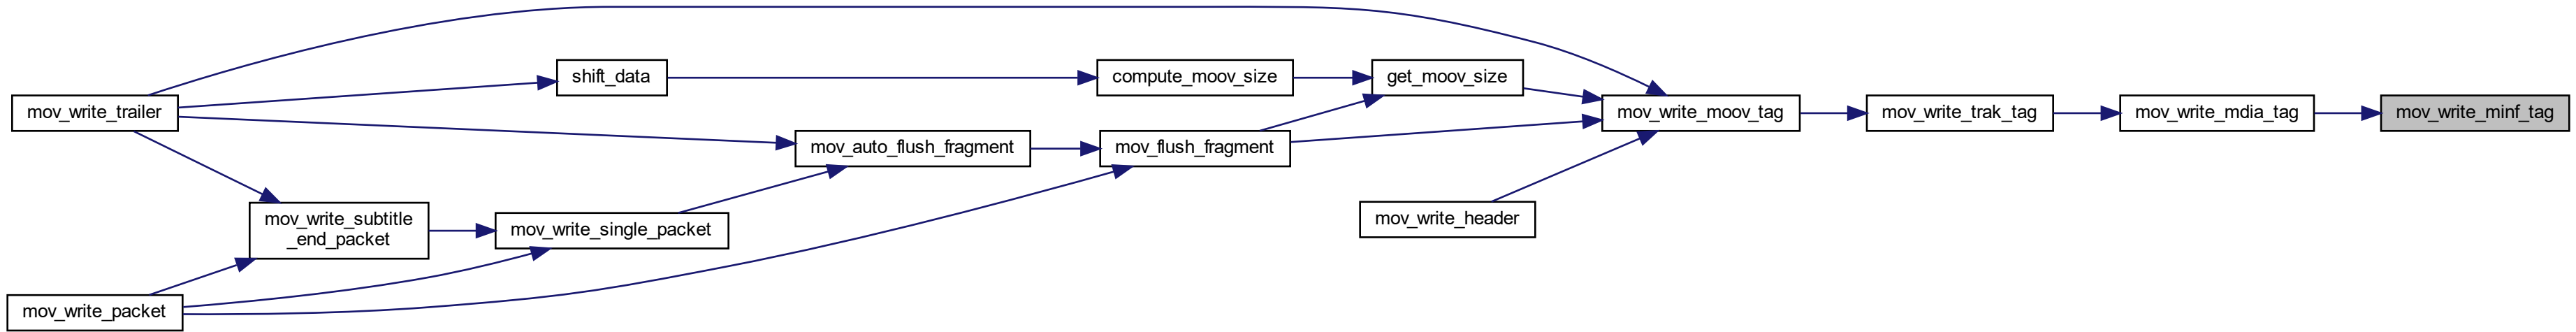 mov_write_trailer
shift_data
compute_moov_size
get_moov_size
mov_write_moov_tag
mov_write_trak_tag
mov_write_mdia_tag
mov_write_minf_tag
mov_auto_flush_fragment
mov_flush_fragment
mov_write_subtitle
_end_packet
mov_write_single_packet
mov_write_header
mov_write_packet